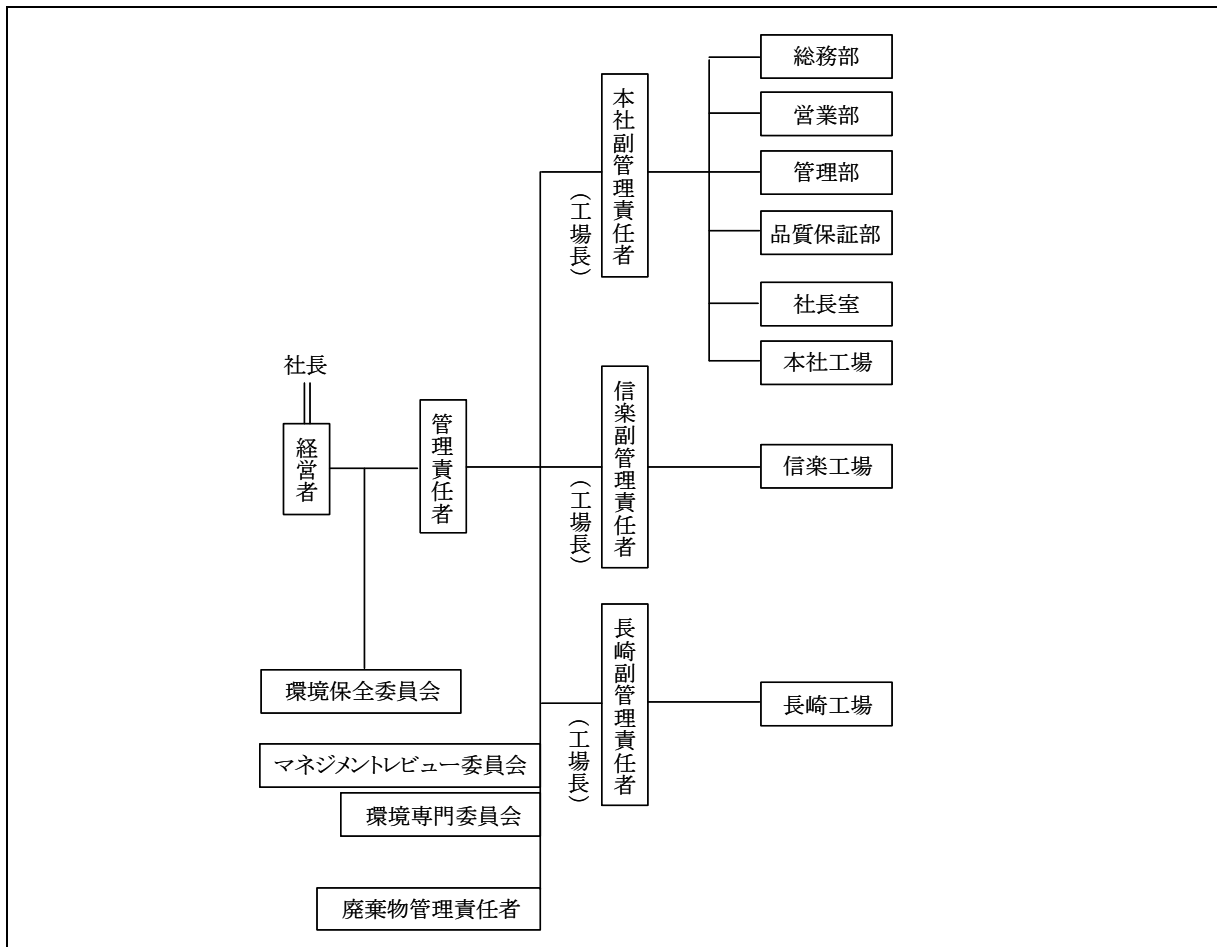 総務部
営業部
本社副管理責任者
(工場長)
管理部
品質保証部
社長室
本社工場
社長
経営者
管理責任者
信楽副管理責任者
(工場長)
信楽工場
長崎副管理責任者
(工場長)
長崎工場
環境保全委員会
マネジメントレビュー委員会
環境専門委員会
廃棄物管理責任者